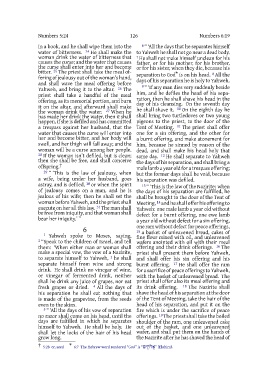 Numbers 5:24
126
Numbers 6:19
in a book, and he shall wipe them into the
water of bitterness. 24 He shall make the
woman drink the water of bitterness that
causes the curse; and the water that causes
the curse shall enter into her and become
bitter. 25 The priest shall take the meal of-
fering of jealousy out of the woman's hand,
and shall wave the meal offering before
Yahweh, and bring it to the altar. 26 The
priest shall take a handful of the meal
offering, as its memorial portion, and burn
it on the altar, and afterward shall make
the woman drink the water. 27 When he
has made her drink the water, then it shall
happen, if she is defiled and has committed
a trespass against her husband, that the
water that causes the curse will enter into
her and become bitter, and her body will
swell, and her thigh will fall away; and the
woman will be a curse among her people.
28 If the woman isn't defiled, but is clean;
then she shall be free, and shall conceive
offspring.
29 "'This is the law of jealousy, when
a wife, being under her husband, goes
astray, and is defiled, 30 or when the spirit
of jealousy comes on a man, and he is
jealous of his wife; then he shall set the
woman before Yahweh, and the priest shall
execute on her all this law. 31 The man shall
be free from iniquity, and that woman shall
bear her iniquity.'"
6
1 Yahweh spoke to Moses, saying,
2 "Speak to the children of Israel, and tell
them: 'When either man or woman shall
make a special vow, the vow of a Nazirite,
to separate himself to Yahweh, 3 he shall
separate himself from wine and strong
drink. He shall drink no vinegar of wine,
or vinegar of fermented drink, neither
shall he drink any juice of grapes, nor eat
fresh grapes or dried. 4 All the days of
his separation he shall eat nothing that
is made of the grapevine, from the seeds
even to the skins.
5 "'All the days of his vow of separation
no razor shall come on his head, until the
days are fulfilled in which he separates
himself to Yahweh. He shall be holy. He
shall let the locks of the hair of his head
grow long.
6 "'All the days that he separates himself
to Yahweh he shall not go near a dead body.
7 He shall not make himself unclean for his
father, or for his mother, for his brother,
or for his sister, when they die, because his
separation to God is on his head. 8 All the
days of his separation he is holy to Yahweh.
9 "'If any man dies very suddenly beside
him, and he defiles the head of his sepa-
ration, then he shall shave his head in the
day of his cleansing. On the seventh day
he shall shave it. 10 On the eighth day he
shall bring two turtledoves or two young
pigeons to the priest, to the door of the
Tent of Meeting. 11 The priest shall offer
one for a sin offering, and the other for
a burnt offering, and make atonement for
him, because he sinned by reason of the
dead, and shall make his head holy that
same day. 12 He shall separate to Yahweh
the days of his separation, and shall bring a
male lamb a year old for a trespass offering;
but the former days shall be void, because
his separation was defiled.
13 "'This is the law of the Nazirite: when
the days of his separation are fulfilled, he
shall be brought to the door of the Tent of
Meeting, 14 and he shall offer his offering to
Yahweh: one male lamb a year old without
defect for a burnt offering, one ewe lamb
a year old without defect for a sin offering,
one ram without defect for peace offerings,
15 a basket of unleavened bread, cakes of
fine flour mixed with oil, and unleavened
wafers anointed with oil with their meal
offering and their drink offerings. 16 The
priest shall present them before Yahweh,
and shall offer his sin offering and his
burnt offering. 17 He shall offer the ram
for a sacrifice of peace offerings to Yahweh,
with the basket of unleavened bread. The
priest shall offer also its meal offering and
its drink offering. 18 The Nazirite shall
shave the head of his separation at the door
of the Tent of Meeting, take the hair of the
head of his separation, and put it on the
fire which is under the sacrifice of peace
offerings. 19 The priest shall take the boiled
shoulder of the ram, one unleavened cake
out of the basket, and one unleavened
wafer, and shall put them on the hands of
the Nazirite after he has shaved the head of